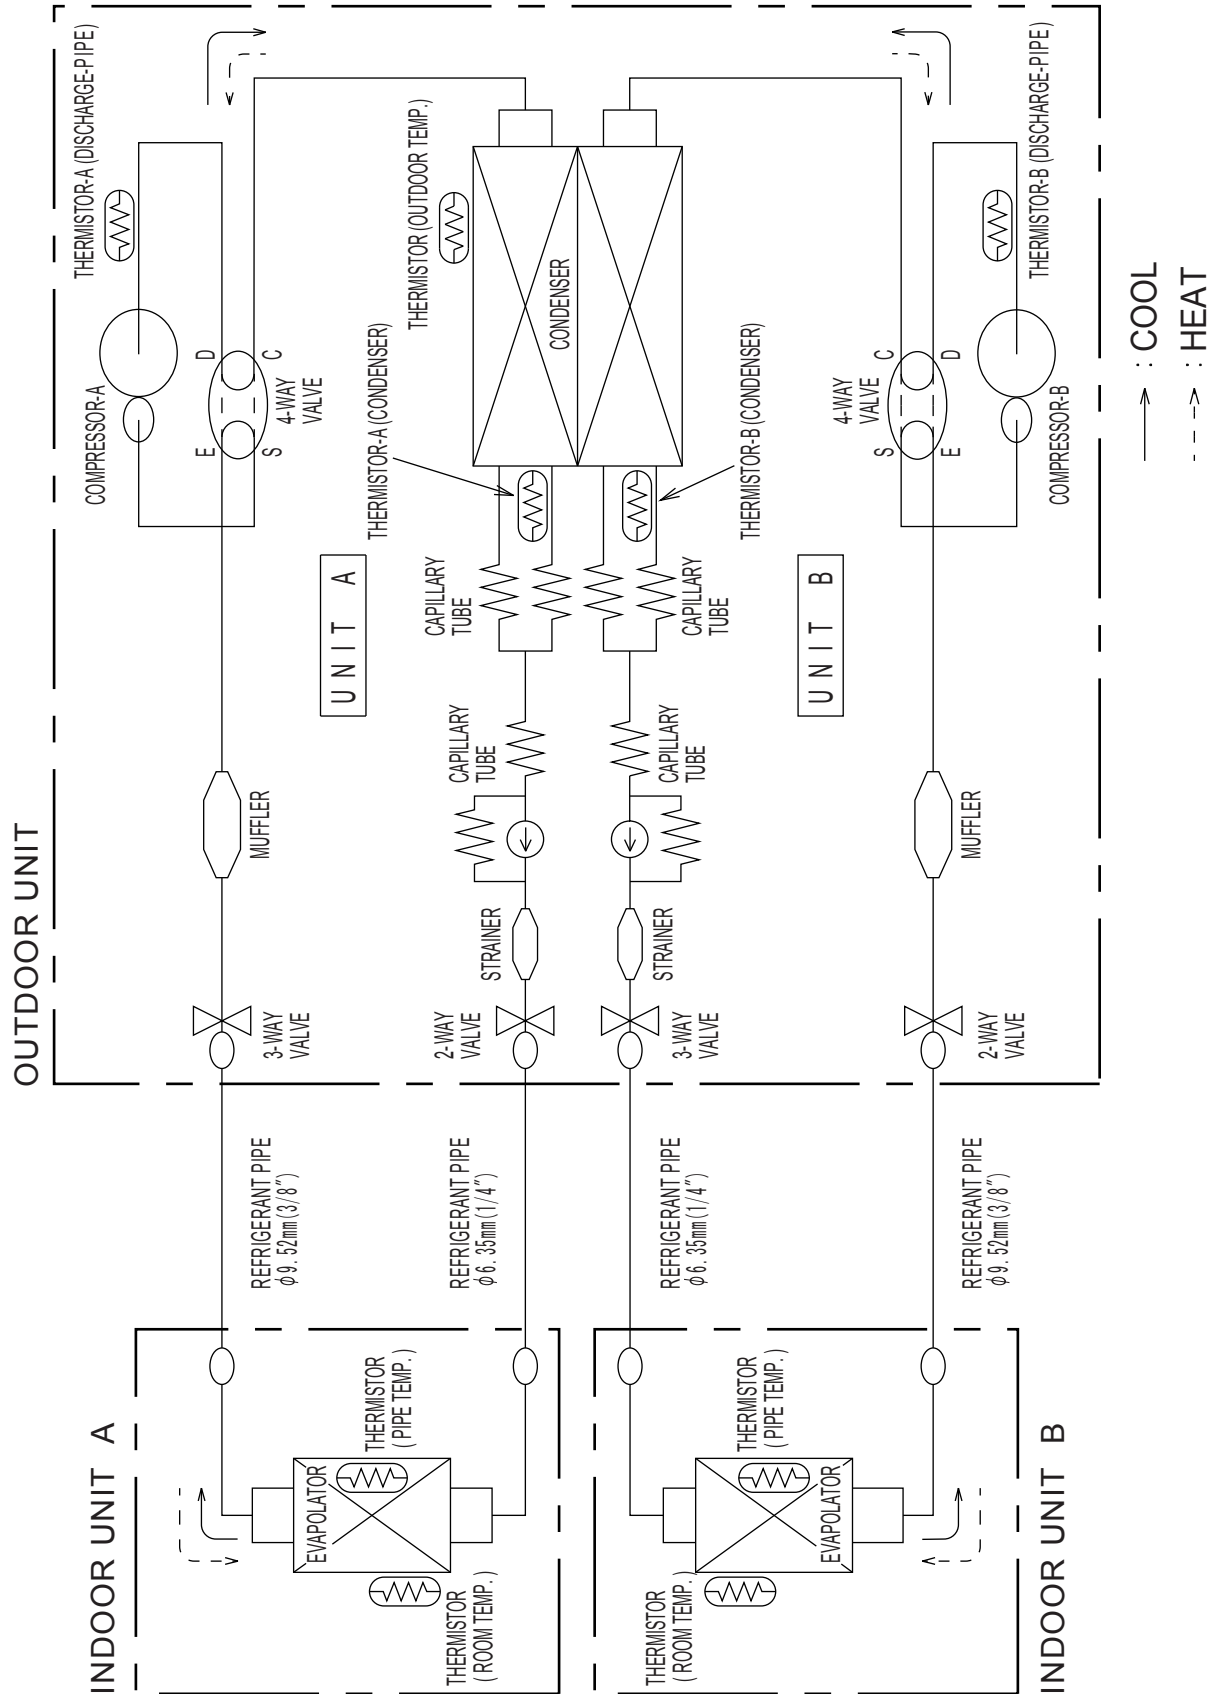 OUTDOOR UNIT
THERMISTOR-A (DISCHARGE-PIPE)
COMPRESSOR-A
E
D
S
C
4-WAY
VALVE
MUFFLER
3-WAY
VALVE
UNIT A
THERMISTOR (OUTDOOR TEMP.)
THERMISTOR-A (CONDENSER)
CONDENSER
CAPILLARY
TUBE
CAPILLARY
TUBE
STRAINER
2-WAY
VALVE
THERMISTOR-B (CONDENSER)
CAPILLARY
TUBE
CAPILLARY
TUBE
STRAINER
3-WAY
VALVE
UNIT B
4-WAY
VALVE
S
C
E
D
MUFFLER
2-WAY
VALVE
THERMISTOR-B (DISCHARGE-PIPE)
COMPRESSOR-B
REFRIGERANT PIPE
φ9.52mm(3/8")
REFRIGERANT PIPE
φ6.35mm(1/4")
REFRIGERANT PIPE
φ6.35mm(1/4")
REFRIGERANT PIPE
φ9.52mm(3/8")
INDOOR UNIT A
EVAPOLATOR
THERMISTOR
(PIPE TEMP.)
THERMISTOR
(ROOM TEMP.)
THERMISTOR
(PIPE TEMP.)
EVAPOLATOR
THERMISTOR
(ROOM TEMP.)
INDOOR UNIT B
: COOL
: HEAT